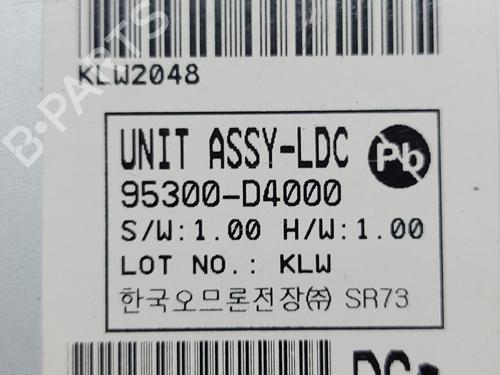 KLW2048
UNIT ASSY-LDC Pb
95300-D4000
S/W:1.00 H/W:1.00
LOT NO.: KLW
한국오므론전장㈜ SR73
B-PARTS